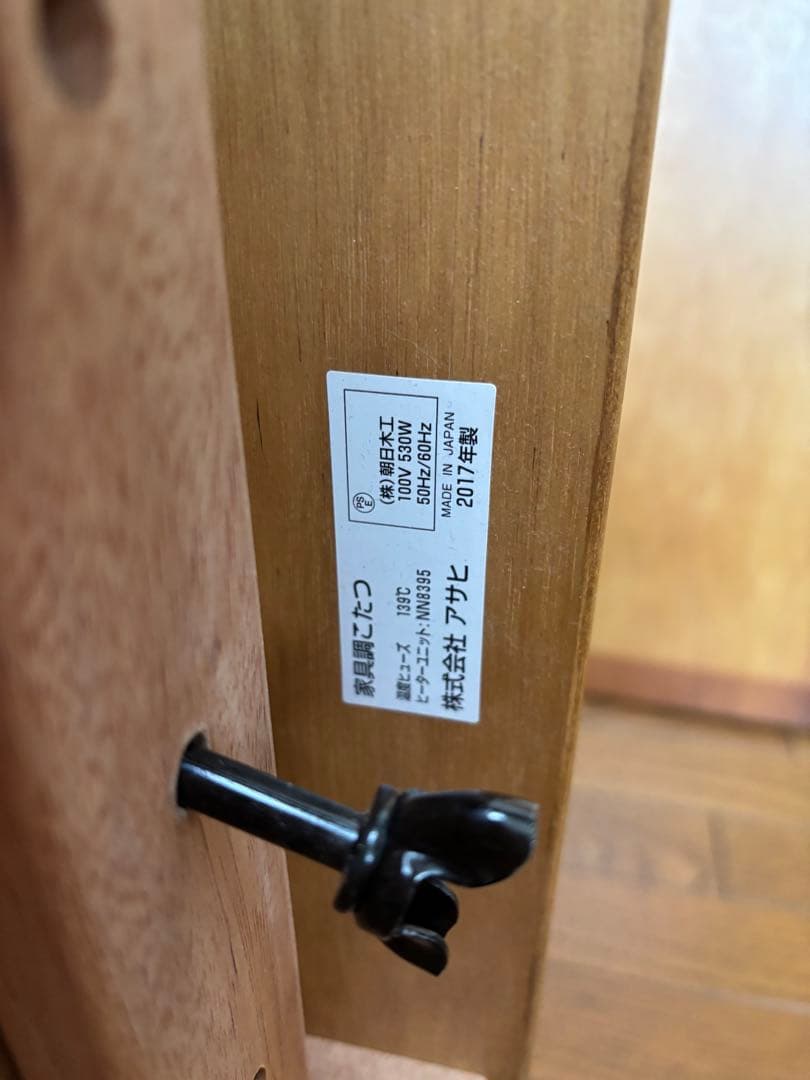 家具調こたつ
温度ヒューズ 139℃
ヒーターユニット:NN8395
株式会社 アサヒ
PS
E
(株)朝日木工
100V 530W
50Hz/60Hz
MADE IN JAPAN
2017年製